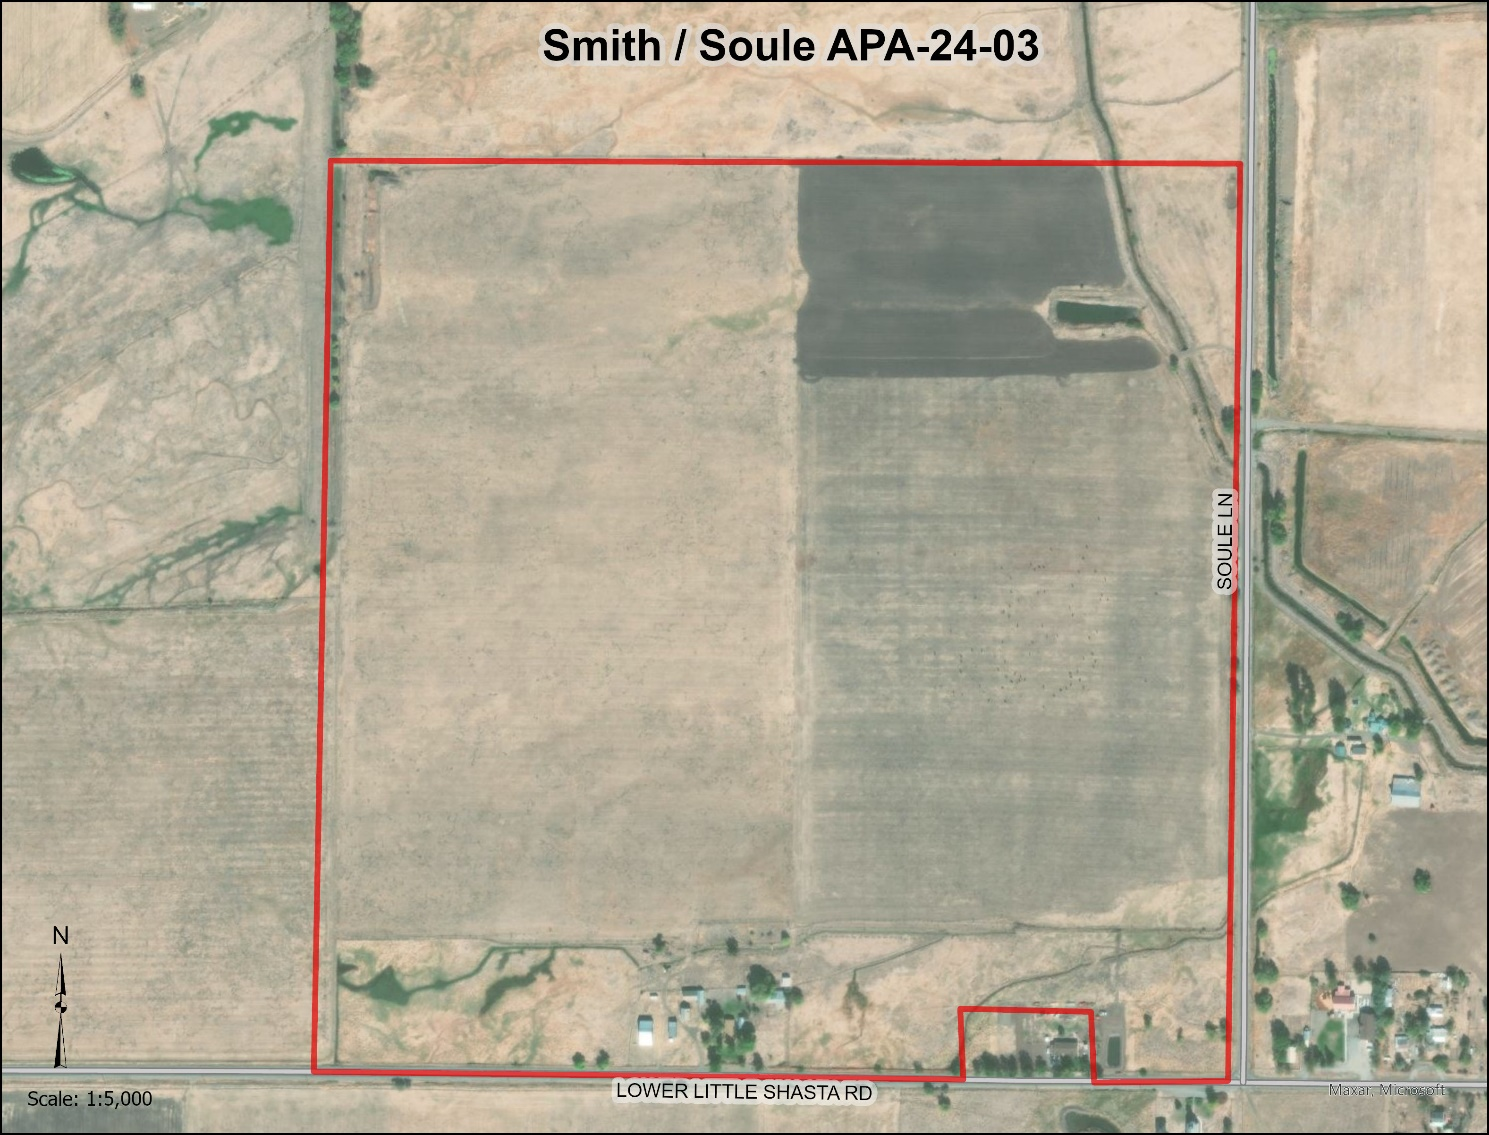 Smith / Soule APA-24-03
SOULE LN
N
LOWER LITTLE SHASTA RD
Scale: 1:5,000
Maxar, Microsoft